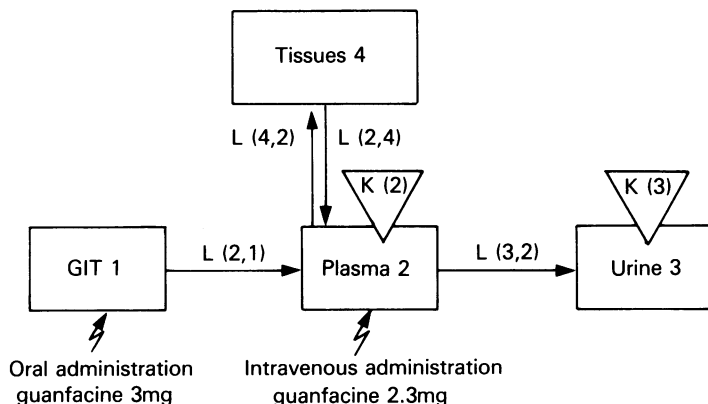 Tissues 4
L (4,2)
L (2,4)
K (2)
K (3)
GIT 1
L (2,1)
Plasma 2
L (3,2)
Urine 3
Oral administration
guanfacine 3mg
Intravenous administration
guanfacine 2.3mg